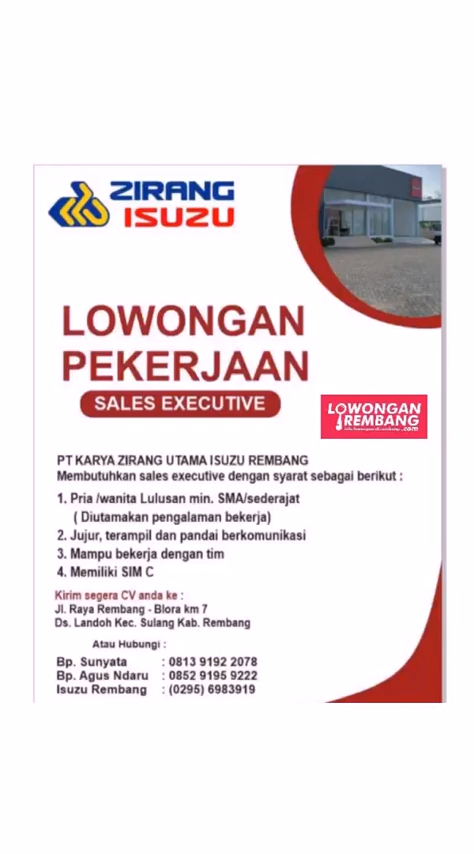 ZIRANG
ISUZU
LOWONGAN
PEKERJAAN
SALES EXECUTIVE
LOWONGAN
REMBANG
.com
PT KARYA ZIRANG UTAMA ISUZU REMBANG
Membutuhkan sales executive dengan syarat sebagai berikut :
1. Pria /wanita Lulusan min. SMA/sederajat
( Diutamakan pengalaman bekerja)
2. Jujur, terampil dan pandai berkomunikasi
3. Mampu bekerja dengan tim
4. Memiliki SIM C
Kirim segera CV anda ke :
Jl. Raya Rembang - Blora km 7
Ds. Landoh Kec. Sulang Kab. Rembang
Atau Hubungi :
Bp. Sunyata : 0813 9192 2078
Bp. Agus Ndaru : 0852 9195 9222
Isuzu Rembang : (0295) 6983919